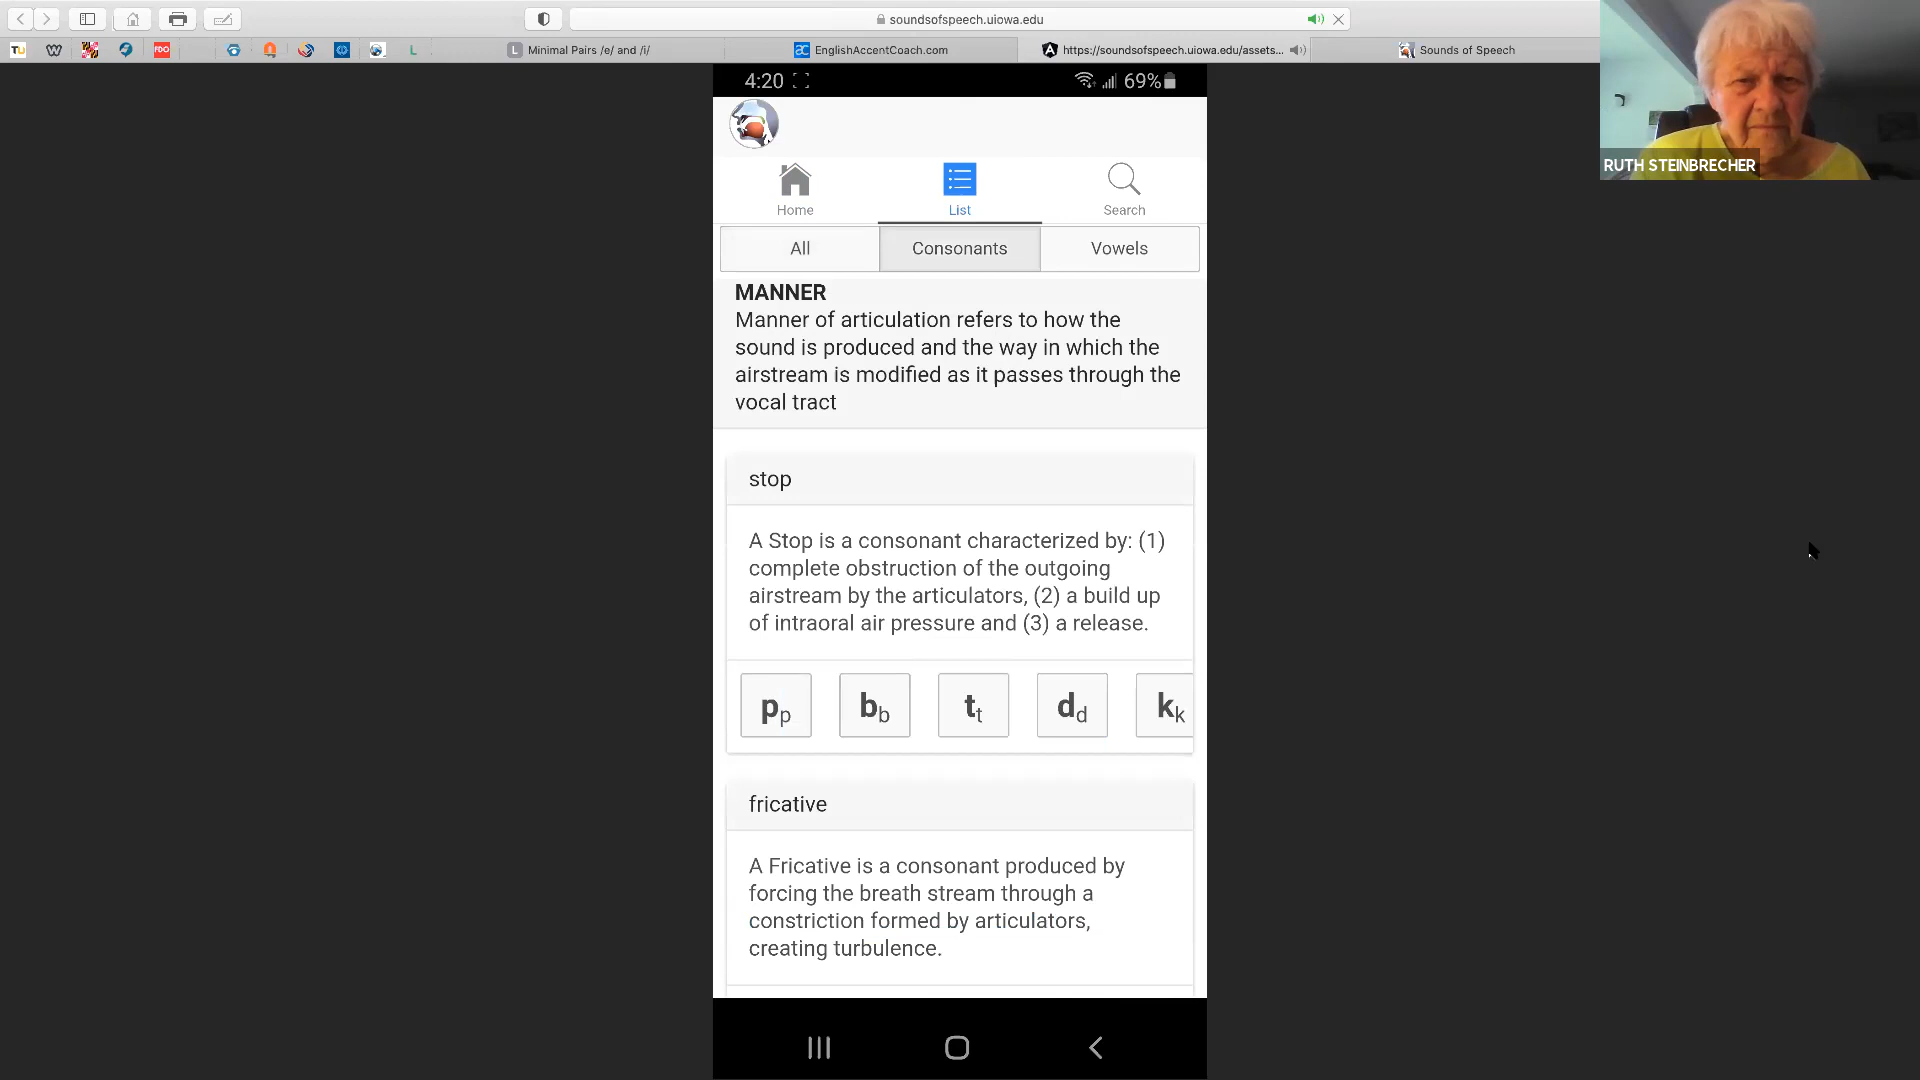 soundsofspeech.uiowa.edu
TU W FDO L
L Minimal Pairs /e/ and /i/
aC EnglishAccentCoach.com
https://soundsofspeech.uiowa.edu/assets...
Sounds of Speech
RUTH STEINBRECHER
4:20 69%
Home List Search
All Consonants Vowels
MANNER
Manner of articulation refers to how the
sound is produced and the way in which the
airstream is modified as it passes through the
vocal tract
stop
A Stop is a consonant characterized by: (1)
complete obstruction of the outgoing
airstream by the articulators, (2) a build up
of intraoral air pressure and (3) a release.
pp bb tt dd kk
fricative
A Fricative is a consonant produced by
forcing the breath stream through a
constriction formed by articulators,
creating turbulence.